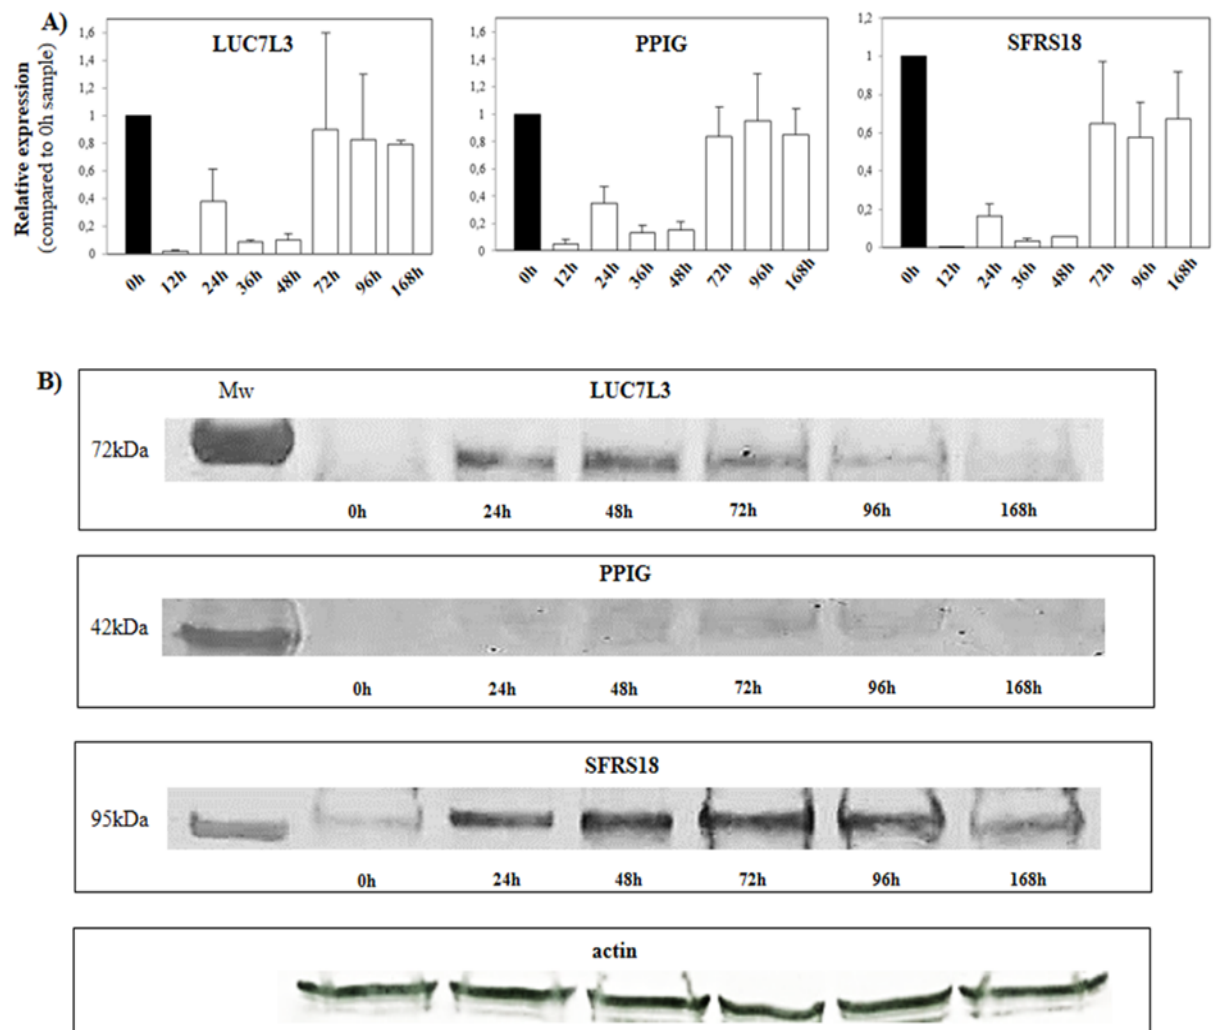 A)
Relative expression
(compared to 0h sample)
LUC7L3
1,6
1,4
1,2
1
0,8
0,6
0,4
0,2
0
0h 12h 24h 36h 48h 72h 96h 168h
PPIG
1,6
1,4
1,2
1
0,8
0,6
0,4
0,2
0
0h 12h 24h 36h 48h 72h 96h 168h
SFRS18
1,2
1
0,8
0,6
0,4
0,2
0
0h 12h 24h 36h 48h 72h 96h 168h
B)
Mw LUC7L3
72kDa
0h 24h 48h 72h 96h 168h
PPIG
42kDa
0h 24h 48h 72h 96h 168h
SFRS18
95kDa
0h 24h 48h 72h 96h 168h
actin